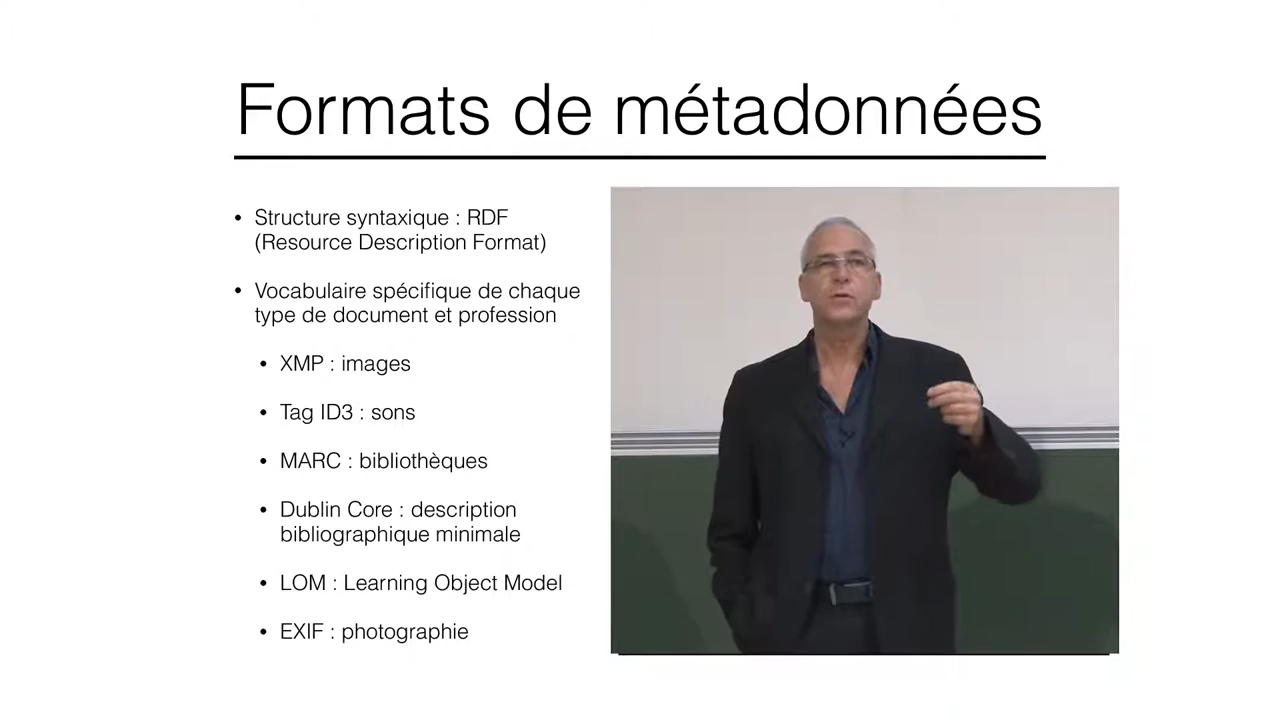 Formats de métadonnées
• Structure syntaxique : RDF
(Resource Description Format)
• Vocabulaire spécifique de chaque
type de document et profession
• XMP : images
• Tag ID3 : sons
• MARC : bibliothèques
• Dublin Core : description
bibliographique minimale
• LOM : Learning Object Model
• EXIF : photographie